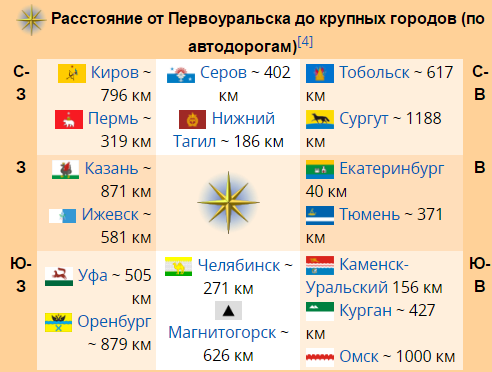 Расстояние от Первоуральска до крупных городов (по
автодорогам)[4]
С-
З
Киров ~
796 км
Пермь ~
319 км
Серов ~ 402
км
Нижний
Тагил ~ 186 км
Тобольск ~ 617
км
Сургут ~ 1188
км
С-
В
З
Казань ~
871 км
Ижевск ~
581 км
Екатеринбург
40 км
Тюмень ~ 371
км
В
Ю-
З
Уфа ~ 505
км
Оренбург
~ 879 км
Челябинск ~
271 км
Магнитогорск ~
626 км
Каменск-
Уральский 156 км
Курган ~ 427
км
Омск ~ 1000 км
Ю-
В